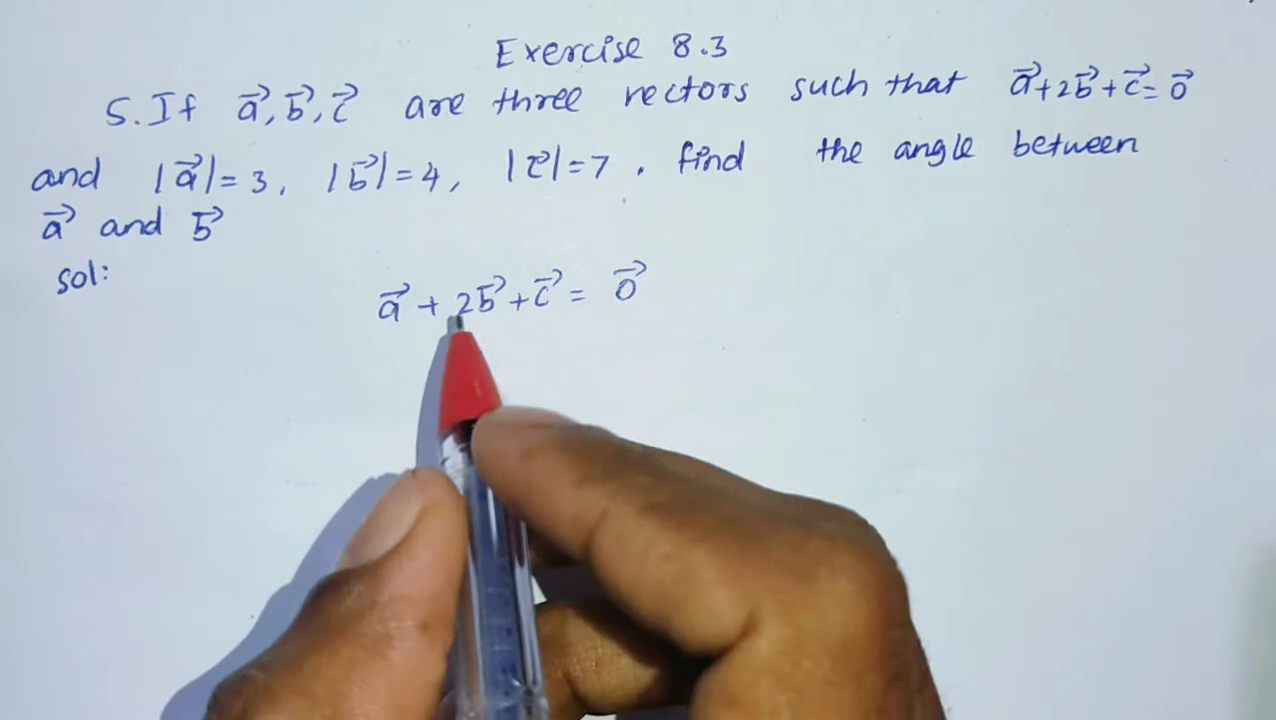 Exercise 8.3
5. If a⃗, b⃗, c⃗ are three vectors such that a⃗+2b⃗+c⃗=0⃗
and |a⃗|=3, |b⃗|=4, |c⃗|=7. find the angle between
a⃗ and b⃗
sol:
a⃗ + 2b⃗ + c⃗ = 0⃗